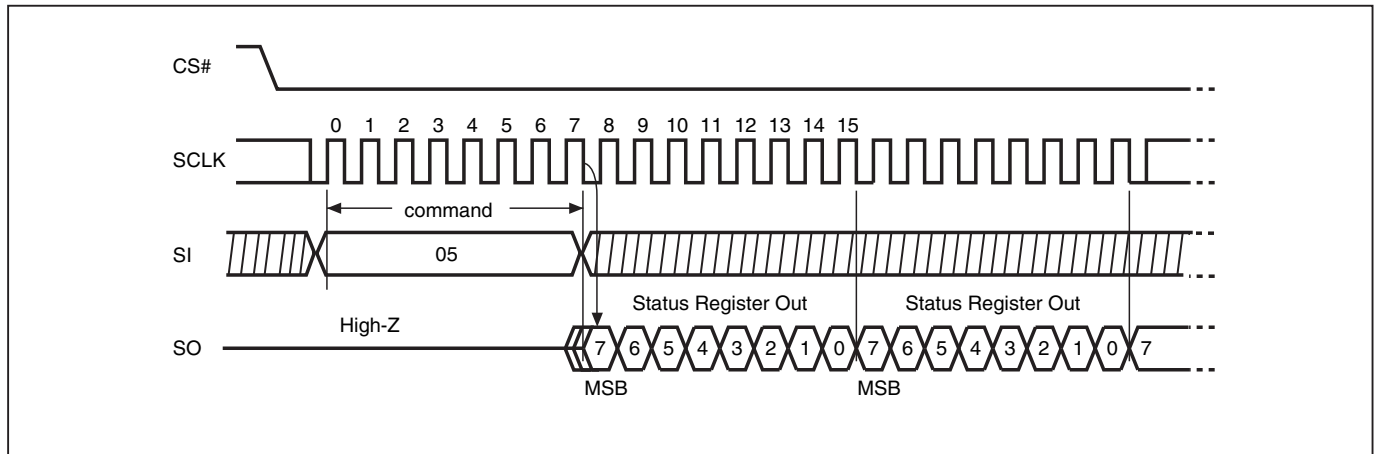 CS#
0 1 2 3 4 5 6 7 8 9 10 11 12 13 14 15
SCLK
command
SI
05
Status Register Out Status Register Out
High-Z
SO
7 6 5 4 3 2 1 0 7 6 5 4 3 2 1 0 7
MSB MSB